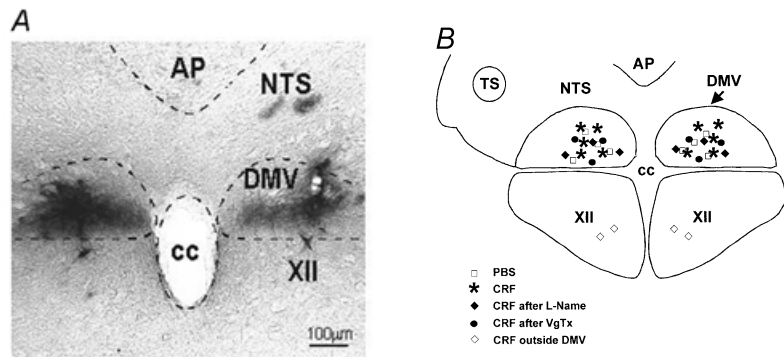 A
AP
NTS
DMV
cc
XII
100µm
B
AP
TS
NTS
DMV
cc
XII
XII
PBS
CRF
CRF after L-Name
CRF after VgTx
CRF outside DMV